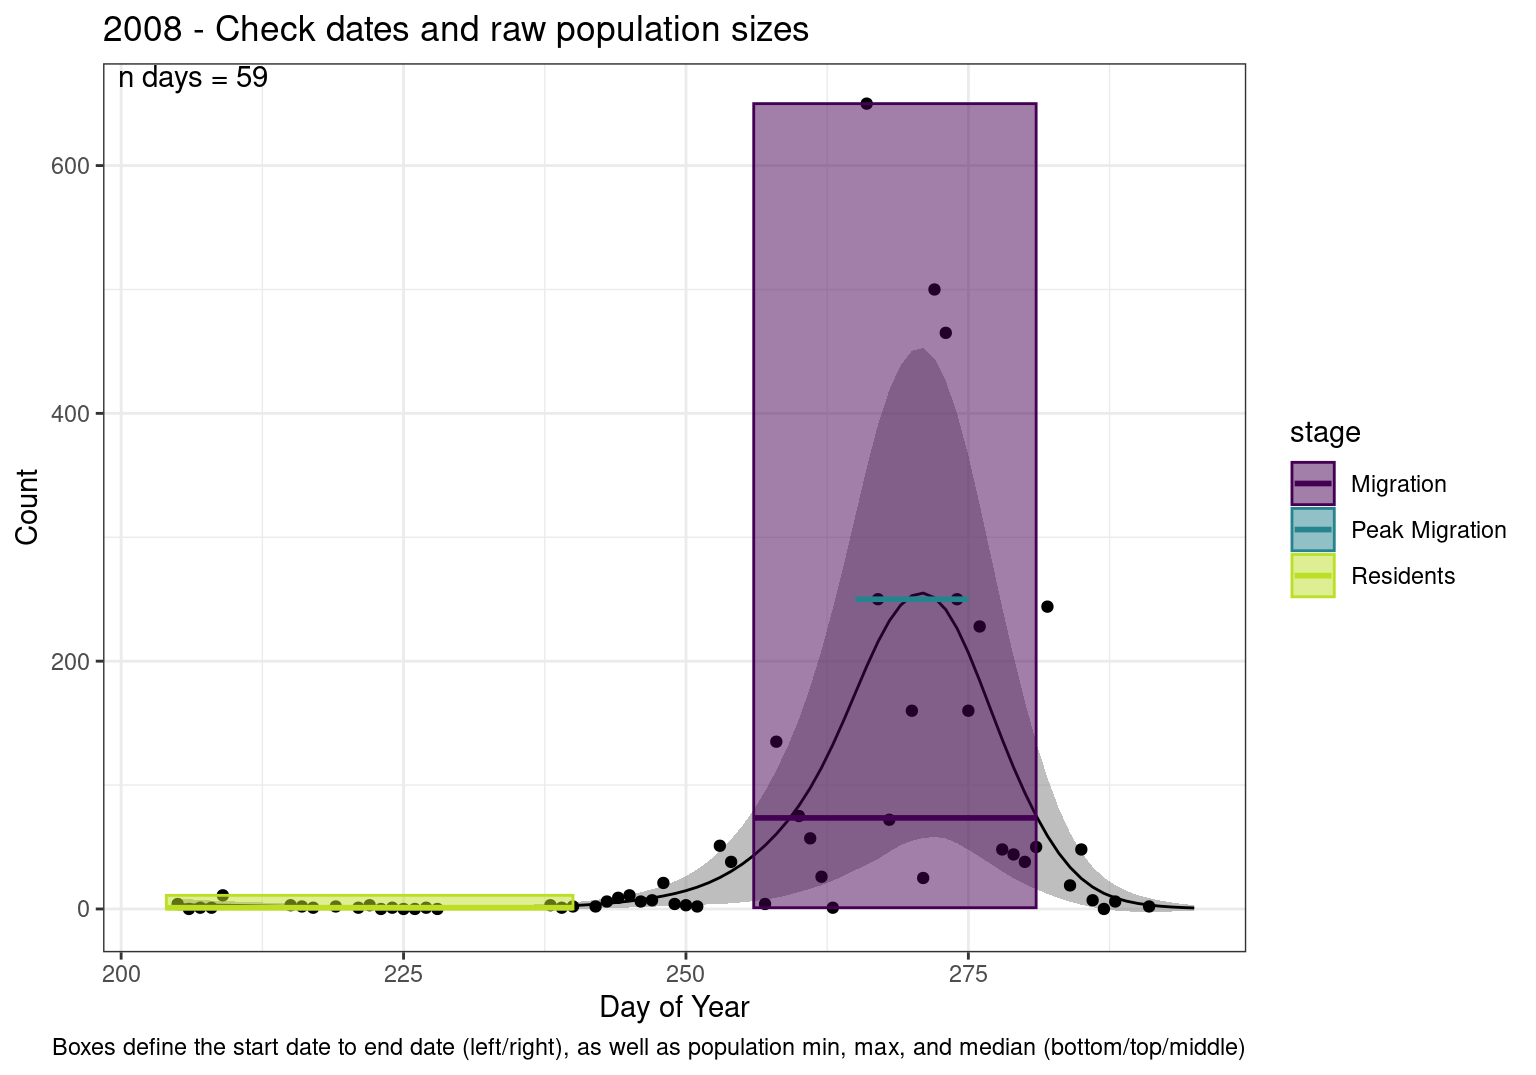 2008 - Check dates and raw population sizes
n days = 59
600
400
200
0
Count
200 225 250 275
Day of Year
stage
Migration
Peak Migration
Residents
Boxes define the start date to end date (left/right), as well as population min, max, and median (bottom/top/middle)